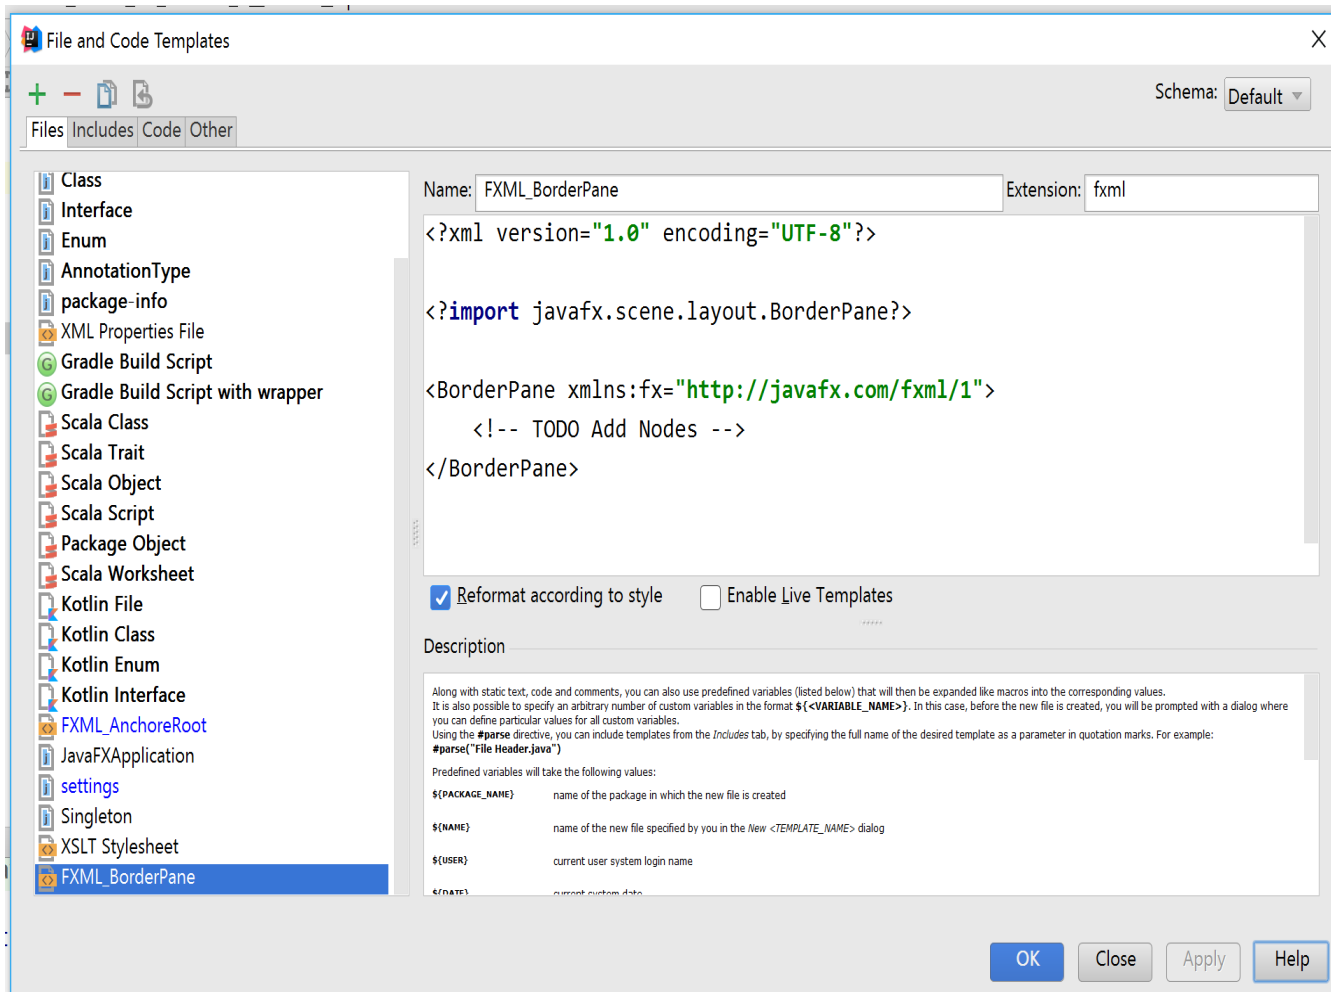 File and Code Templates
Schema: Default
Files Includes Code Other
Class
Interface
Enum
AnnotationType
package-info
XML Properties File
Gradle Build Script
Gradle Build Script with wrapper
Scala Class
Scala Trait
Scala Object
Scala Script
Package Object
Scala Worksheet
Kotlin File
Kotlin Class
Kotlin Enum
Kotlin Interface
FXML_AnchoreRoot
JavaFXApplication
settings
Singleton
XSLT Stylesheet
FXML_BorderPane
Name: FXML_BorderPane Extension: fxml
<?xml version="1.0" encoding="UTF-8"?>
<?import javafx.scene.layout.BorderPane?>
<BorderPane xmlns:fx="http://javafx.com/fxml/1">
<!-- TODO Add Nodes -->
</BorderPane>
Reformat according to style Enable Live Templates
Description
Along with static text, code and comments, you can also use predefined variables (listed below) that will then be expanded like macros into the corresponding values.
It is also possible to specify an arbitrary number of custom variables in the format ${<VARIABLE_NAME>}. In this case, before the new file is created, you will be prompted with a dialog where
you can define particular values for all custom variables.
Using the #parse directive, you can include templates from the Includes tab, by specifying the full name of the desired template as a parameter in quotation marks. For example:
#parse("File Header.java")
Predefined variables will take the following values:
${PACKAGE_NAME} name of the package in which the new file is created
${NAME} name of the new file specified by you in the New <TEMPLATE_NAME> dialog
${USER} current user system login name
${DATE} current system date
OK Close Apply Help